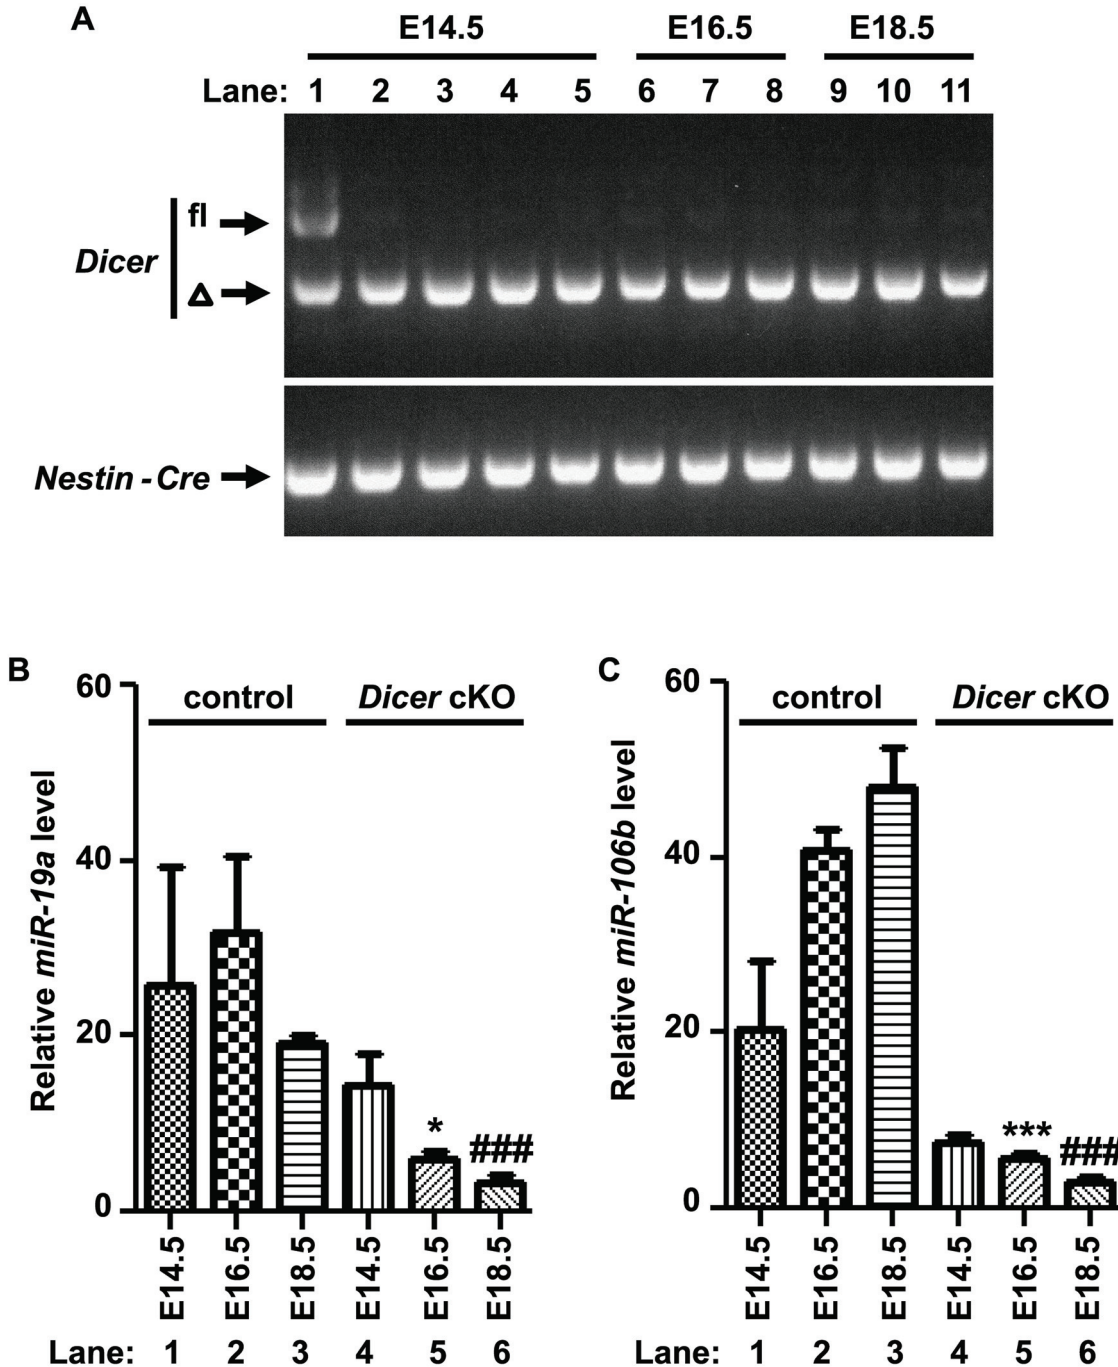 A
E14.5 E16.5 E18.5
Lane: 1 2 3 4 5 6 7 8 9 10 11
fl
Dicer
Δ
Nestin - Cre
B
60
40
20
0
Relative miR-19a level
control Dicer cKO
*
###
E14.5 E16.5 E18.5 E14.5 E16.5 E18.5
Lane: 1 2 3 4 5 6
C
60
40
20
0
Relative miR-106b level
control Dicer cKO
***
###
E14.5 E16.5 E18.5 E14.5 E16.5 E18.5
Lane: 1 2 3 4 5 6